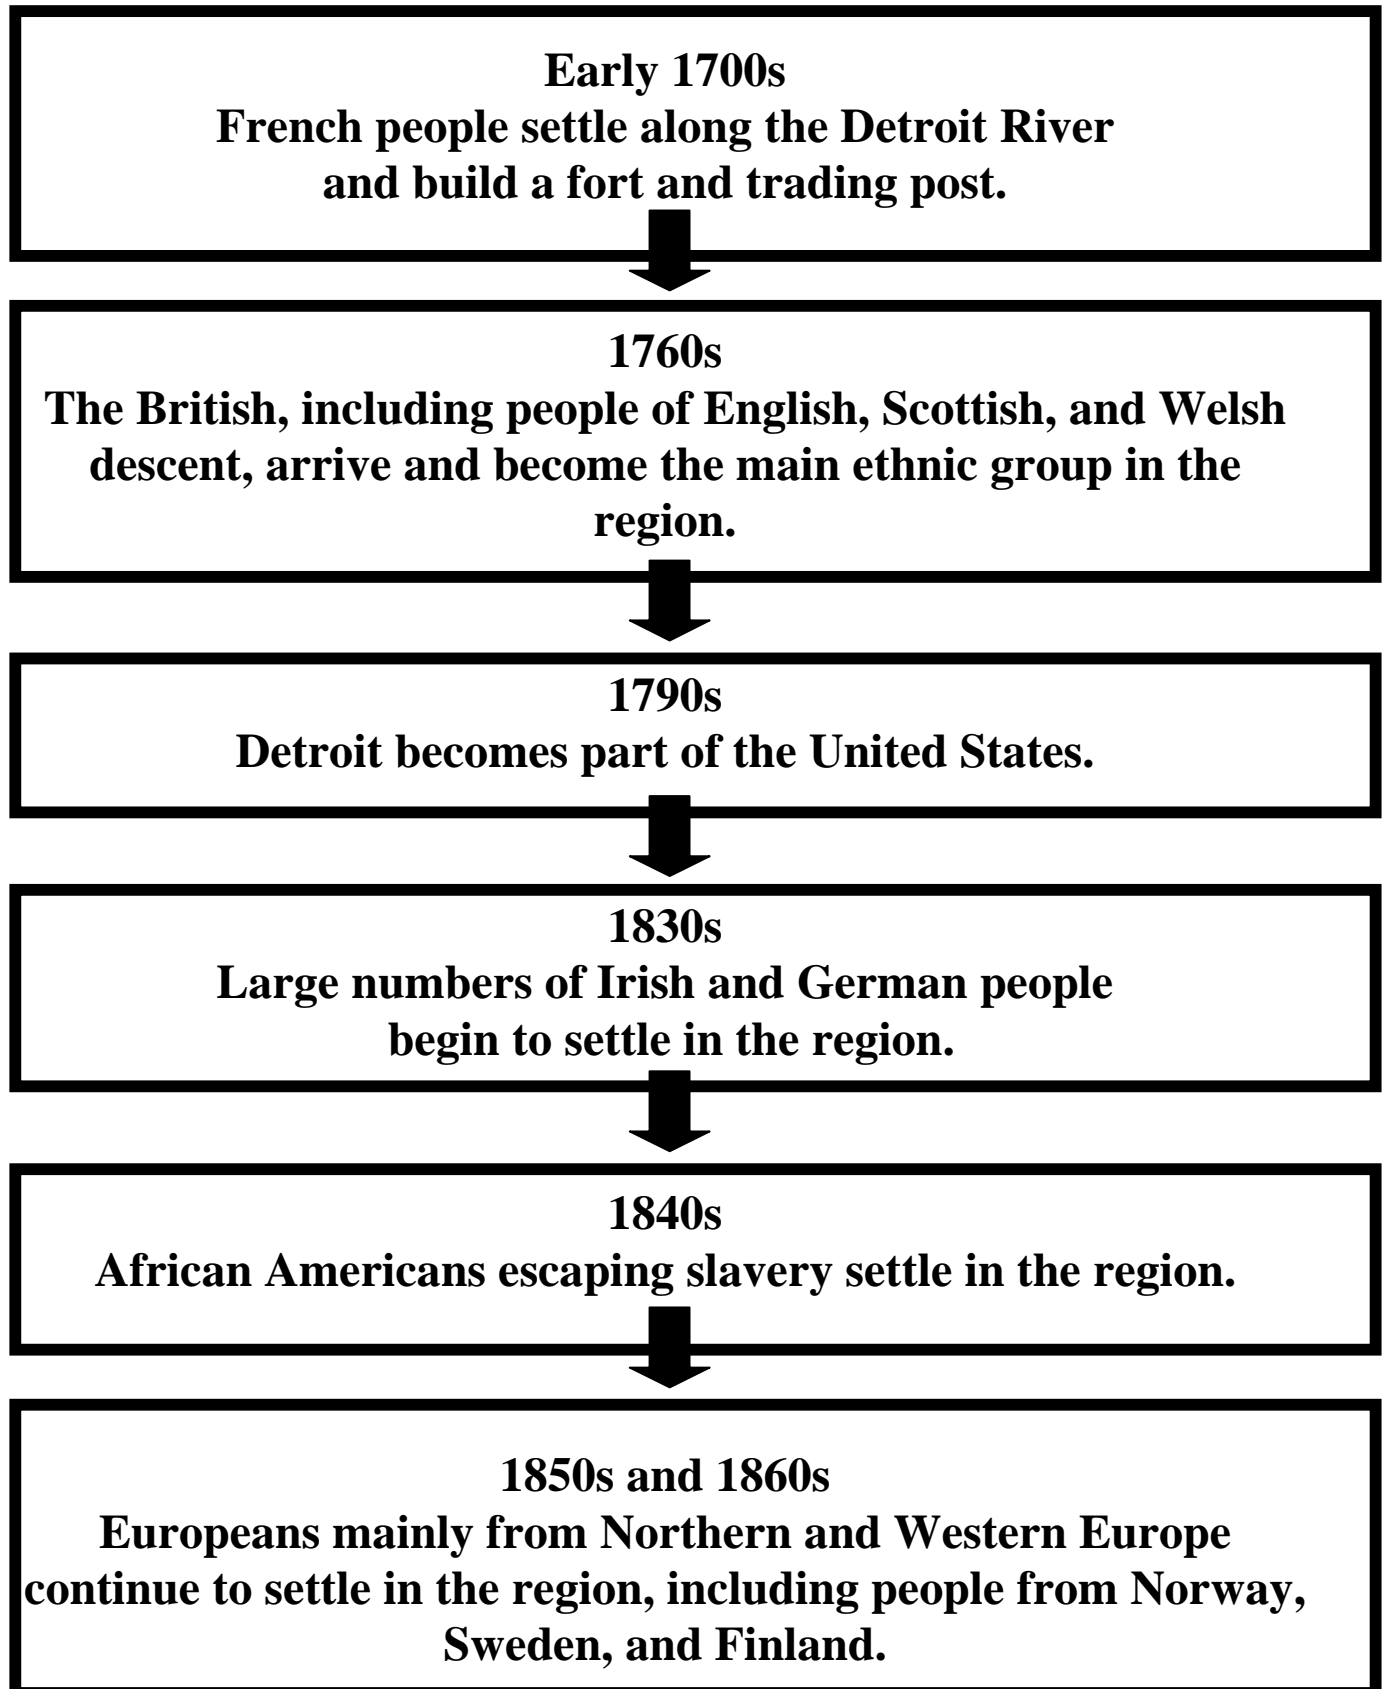 Early 1700s
French people settle along the Detroit River
and build a fort and trading post.
1760s
The British, including people of English, Scottish, and Welsh
descent, arrive and become the main ethnic group in the
region.
1790s
Detroit becomes part of the United States.
1830s
Large numbers of Irish and German people
begin to settle in the region.
1840s
African Americans escaping slavery settle in the region.
1850s and 1860s
Europeans mainly from Northern and Western Europe
continue to settle in the region, including people from Norway,
Sweden, and Finland.